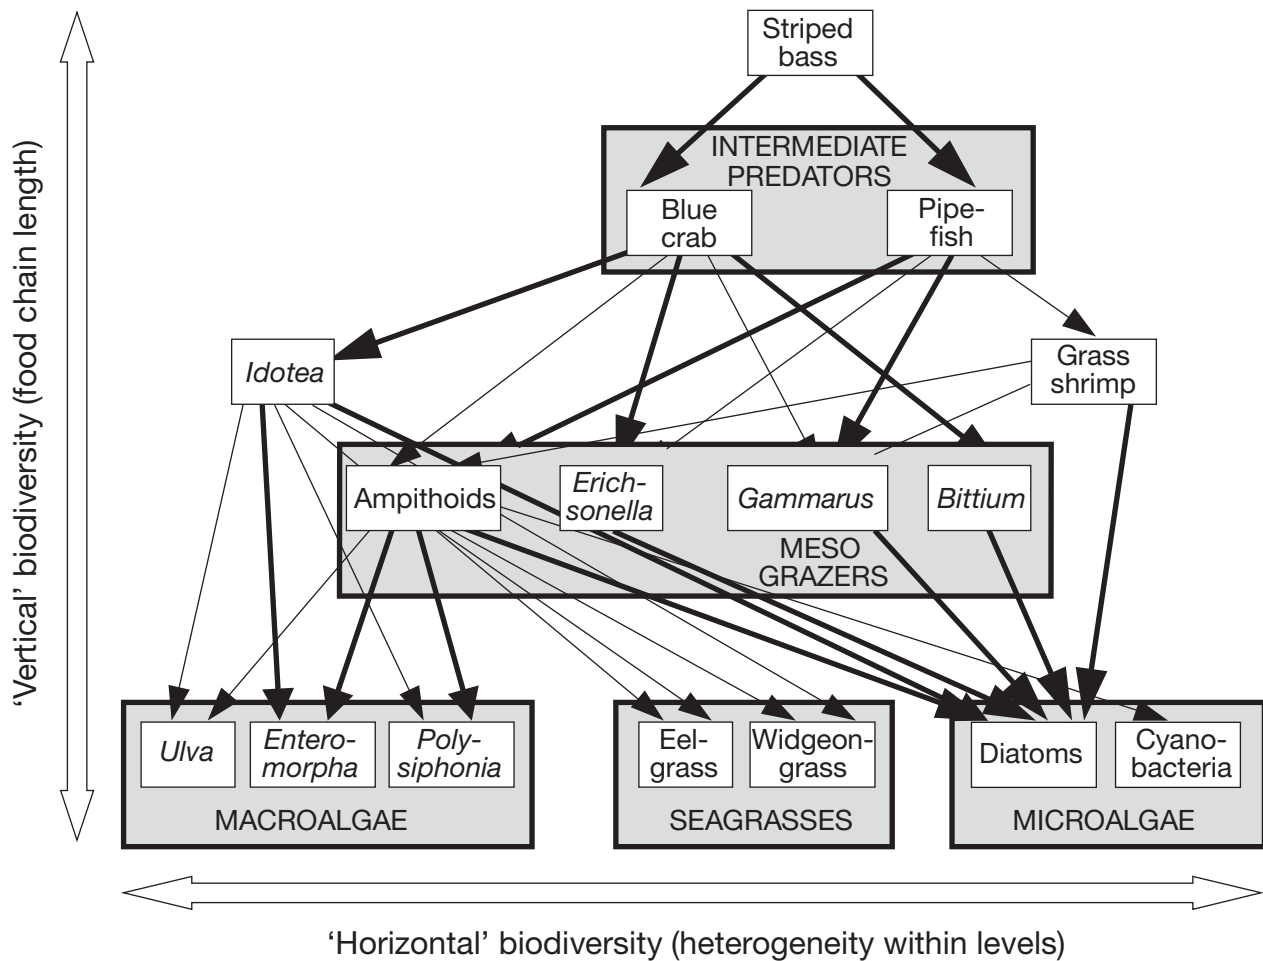 Striped
bass
INTERMEDIATE
PREDATORS
Blue
crab
Pipe-
fish
Idotea
Grass
shrimp
Ampithoids
Erich-
sonella
Gammarus
Bittium
MESO
GRAZERS
Ulva
Entero-
morpha
Poly-
siphonia
MACROALGAE
Eel-
grass
Widgeon-
grass
SEAGRASSES
Diatoms
Cyano-
bacteria
MICROALGAE
‘Vertical’ biodiversity (food chain length)
‘Horizontal’ biodiversity (heterogeneity within levels)